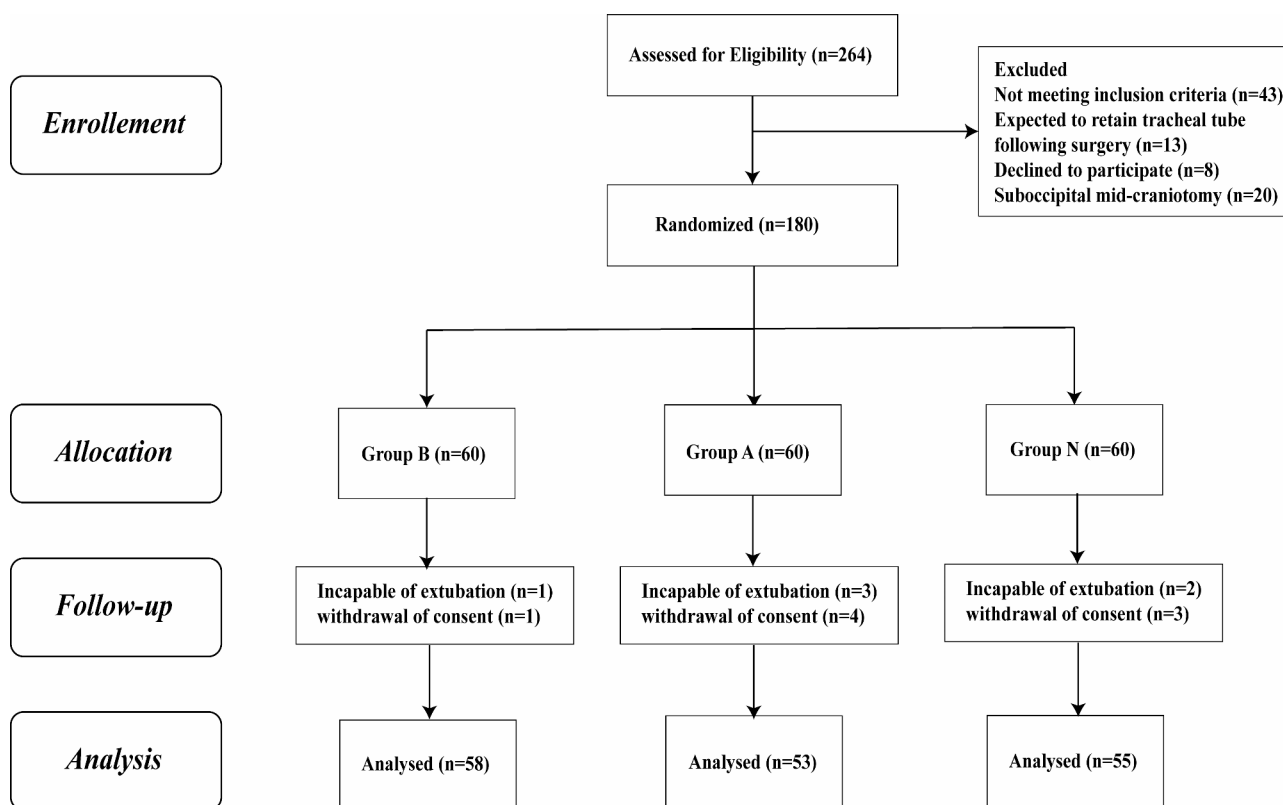 Enrollement
Assessed for Eligibility (n=264)
Excluded
Not meeting inclusion criteria (n=43)
Expected to retain tracheal tube
following surgery (n=13)
Declined to participate (n=8)
Suboccipital mid-craniotomy (n=20)
Randomized (n=180)
Allocation
Group B (n=60)
Group A (n=60)
Group N (n=60)
Follow-up
Incapable of extubation (n=1)
withdrawal of consent (n=1)
Incapable of extubation (n=3)
withdrawal of consent (n=4)
Incapable of extubation (n=2)
withdrawal of consent (n=3)
Analysis
Analysed (n=58)
Analysed (n=53)
Analysed (n=55)